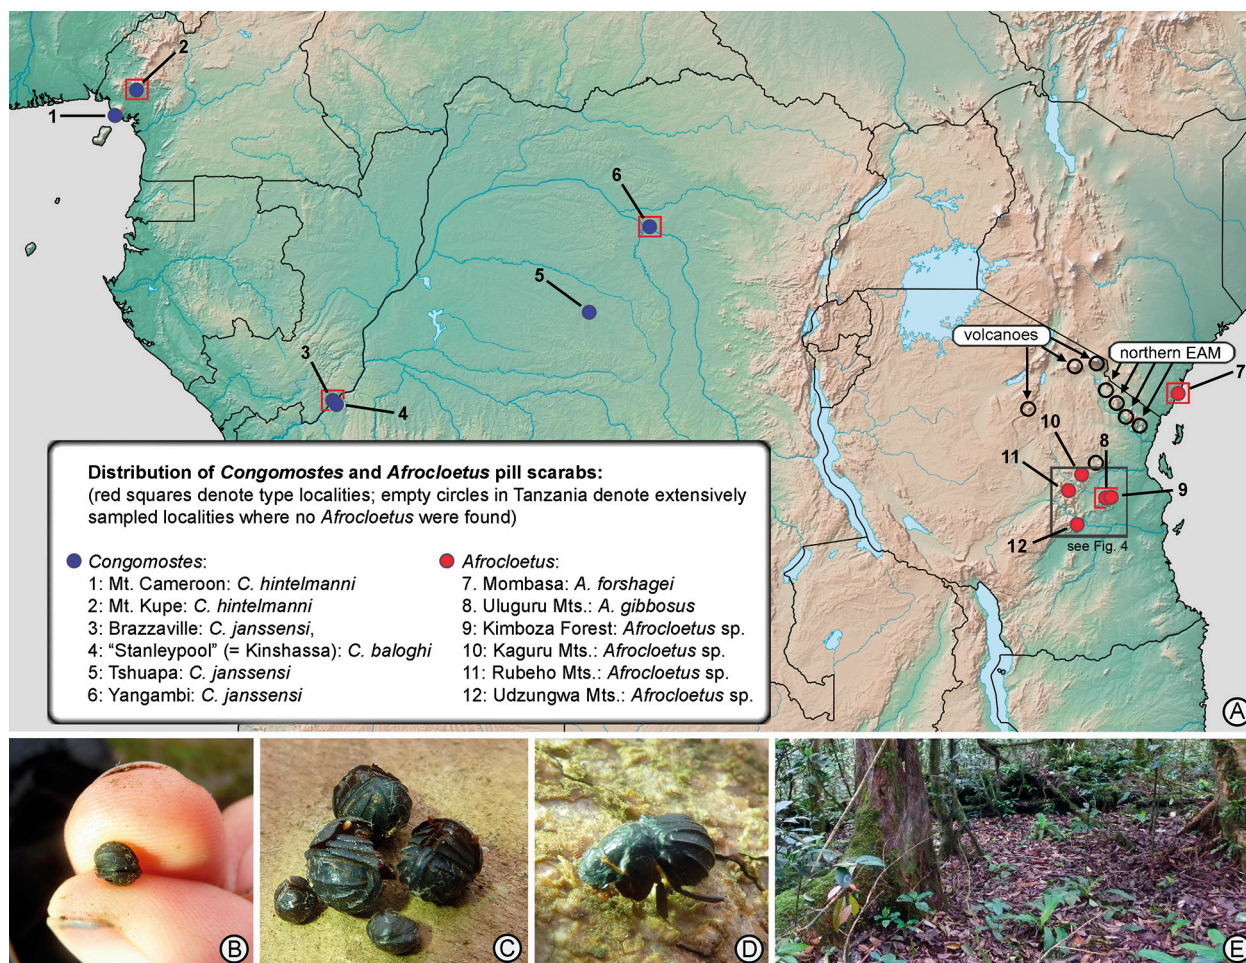 2
1
6
5
3
4
volcanoes
northern EAM
7
10
8
11
9
12
see Fig. 4
Distribution of Congomostes and Afrocloetus pill scarabs:
(red squares denote type localities; empty circles in Tanzania denote extensively
sampled localities where no Afrocloetus were found)
Congomostes:
1: Mt. Cameroon: C. hintelmanni
2: Mt. Kupe: C. hintelmanni
3: Brazzaville: C. janssensi,
4: “Stanleypool” (= Kinshassa): C. baloghi
5: Tshuapa: C. janssensi
6: Yangambi: C. janssensi
Afrocloetus:
7. Mombasa: A. forshagei
8. Uluguru Mts.: A. gibbosus
9: Kimboza Forest: Afrocloetus sp.
10: Kaguru Mts.: Afrocloetus sp.
11: Rubeho Mts.: Afrocloetus sp.
12: Udzungwa Mts.: Afrocloetus sp.
A
B
C
D
E